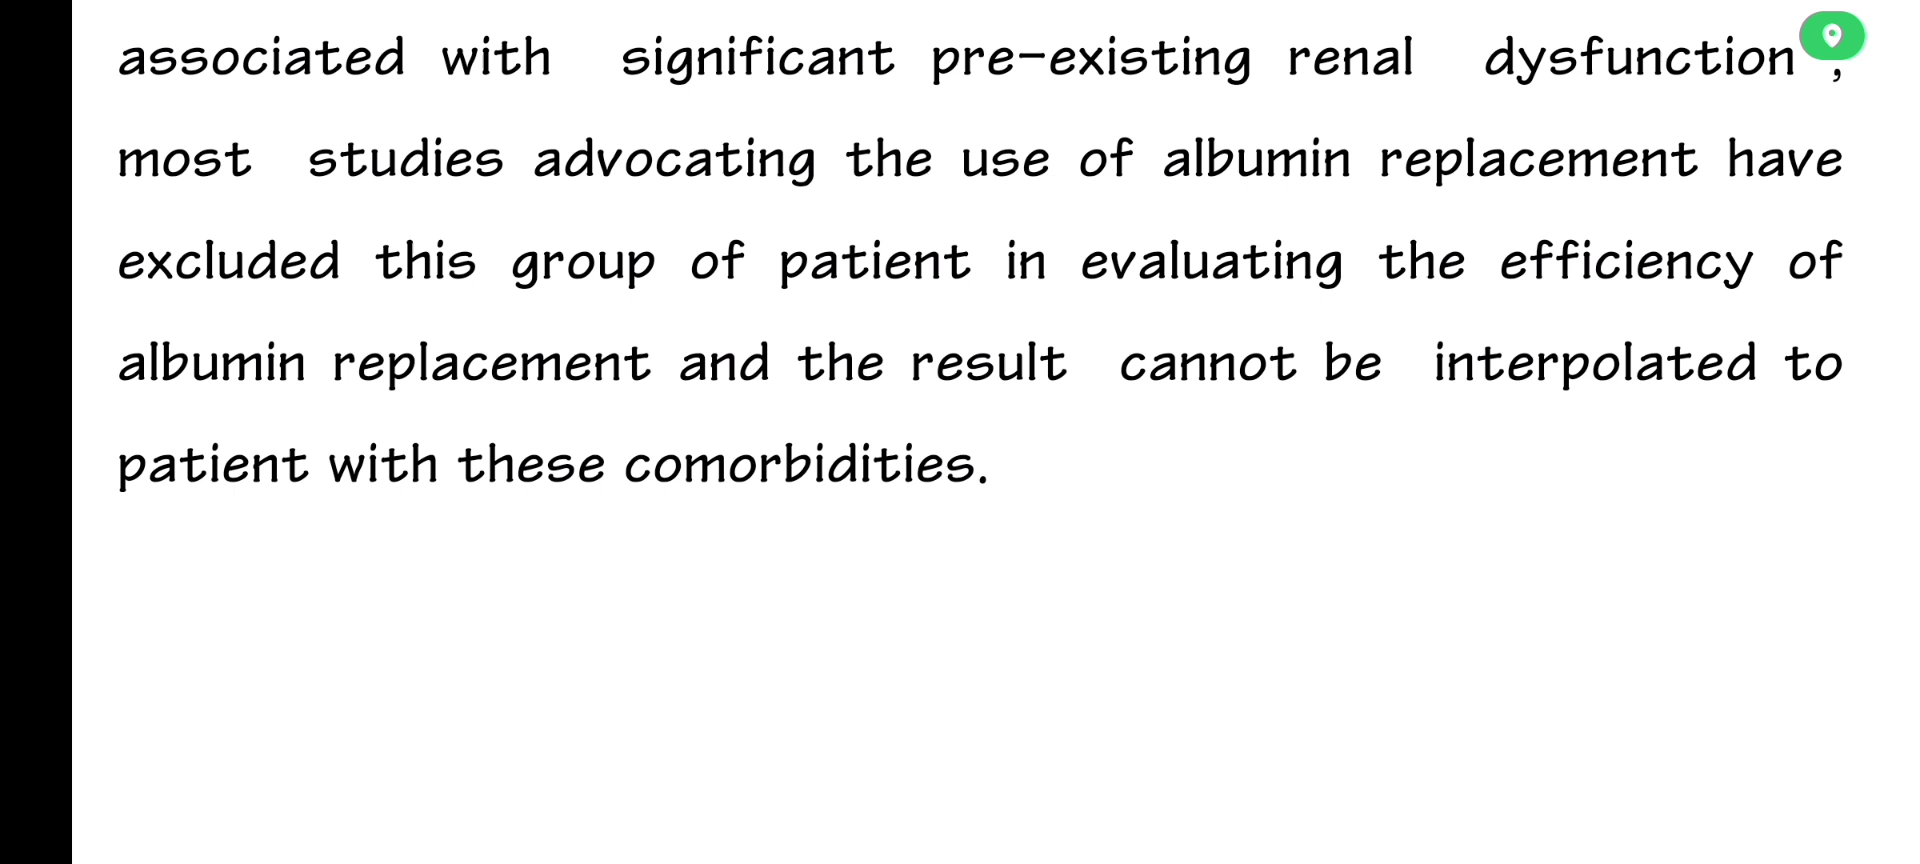 associated with significant pre-existing renal dysfunction ,
most studies advocating the use of albumin replacement have
excluded this group of patient in evaluating the efficiency of
albumin replacement and the result cannot be interpolated to
patient with these comorbidities.